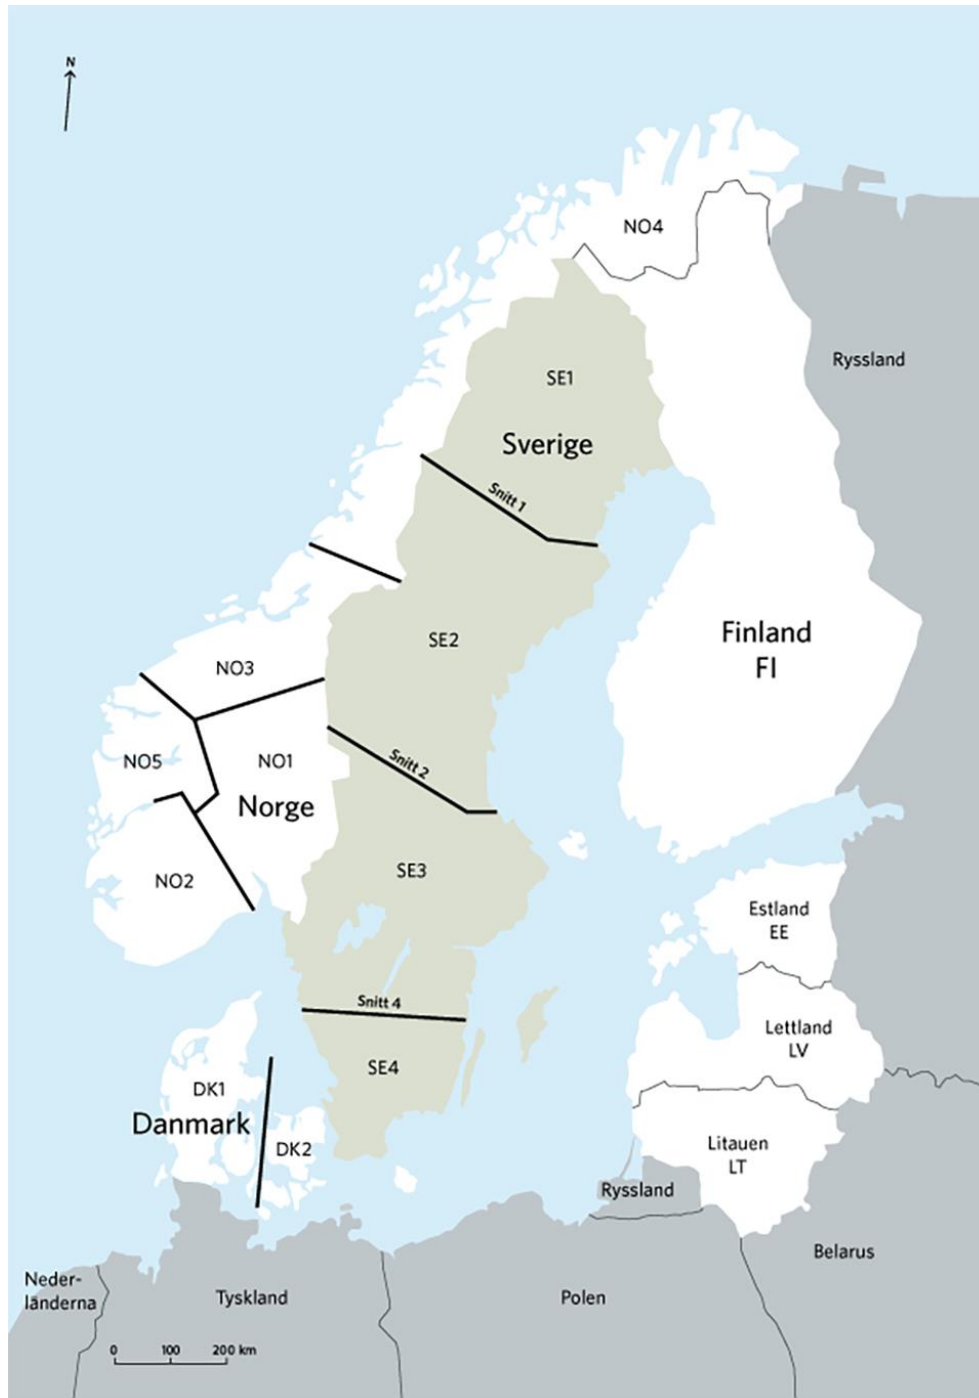 N
NO4
Ryssland
SE1
Sverige
Snitt 1
SE2
Finland
FI
NO3
NO5
NO1
Snitt 2
Norge
NO2
SE3
Estland
EE
Snitt 4
Lettland
LV
SE4
DK1
Danmark
DK2
Litauen
LT
Ryssland
Belarus
Neder-
länderna
Tyskland
Polen
0 100 200 km